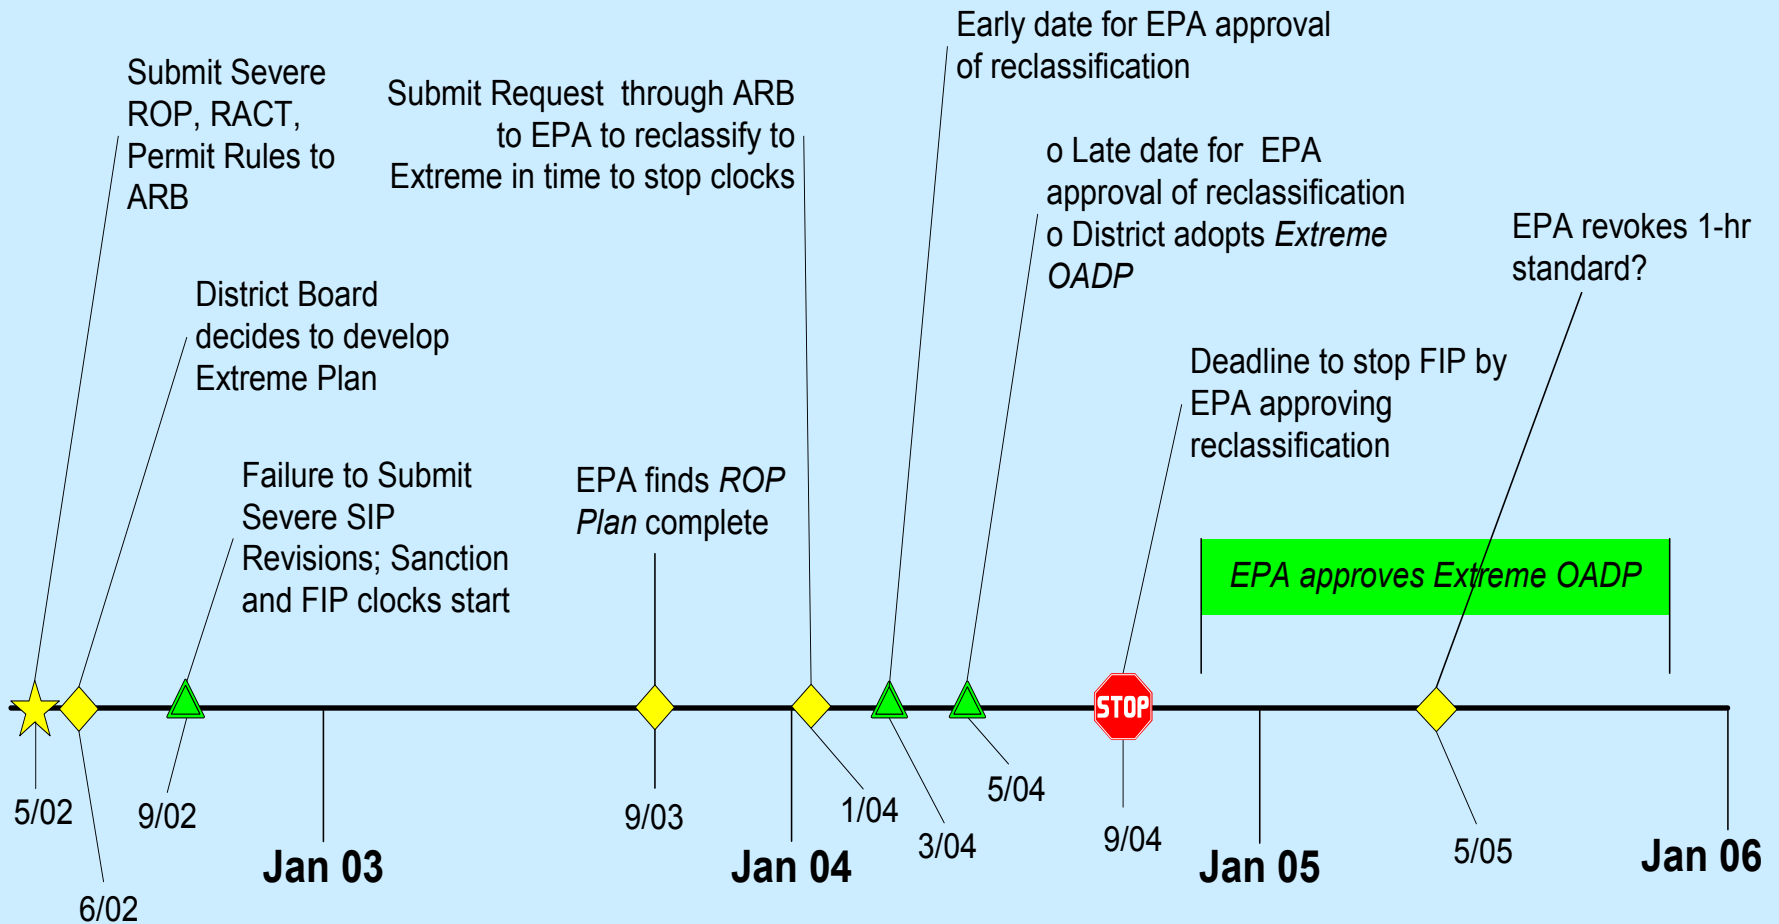 Submit Severe
ROP, RACT,
Permit Rules to
ARB
District Board
decides to develop
Extreme Plan
Failure to Submit
Severe SIP
Revisions; Sanction
and FIP clocks start
EPA finds ROP
Plan complete
Submit Request through ARB
to EPA to reclassify to
Extreme in time to stop clocks
Early date for EPA approval
of reclassification
o Late date for EPA
approval of reclassification
o District adopts Extreme
OADP
Deadline to stop FIP by
EPA approving
reclassification
EPA revokes 1-hr
standard?
EPA approves Extreme OADP
STOP
5/02
6/02
9/02
Jan 03
9/03
Jan 04
1/04
3/04
5/04
9/04
Jan 05
5/05
Jan 06